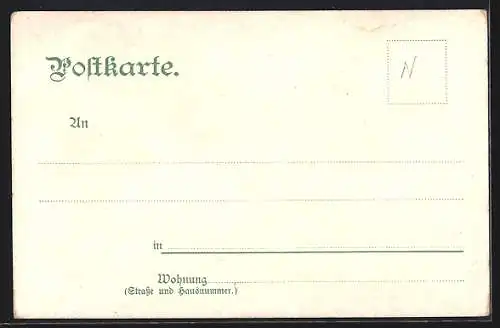 Postkarte.
N
An
in
Wohnung
(Straße und Hausnummer.)